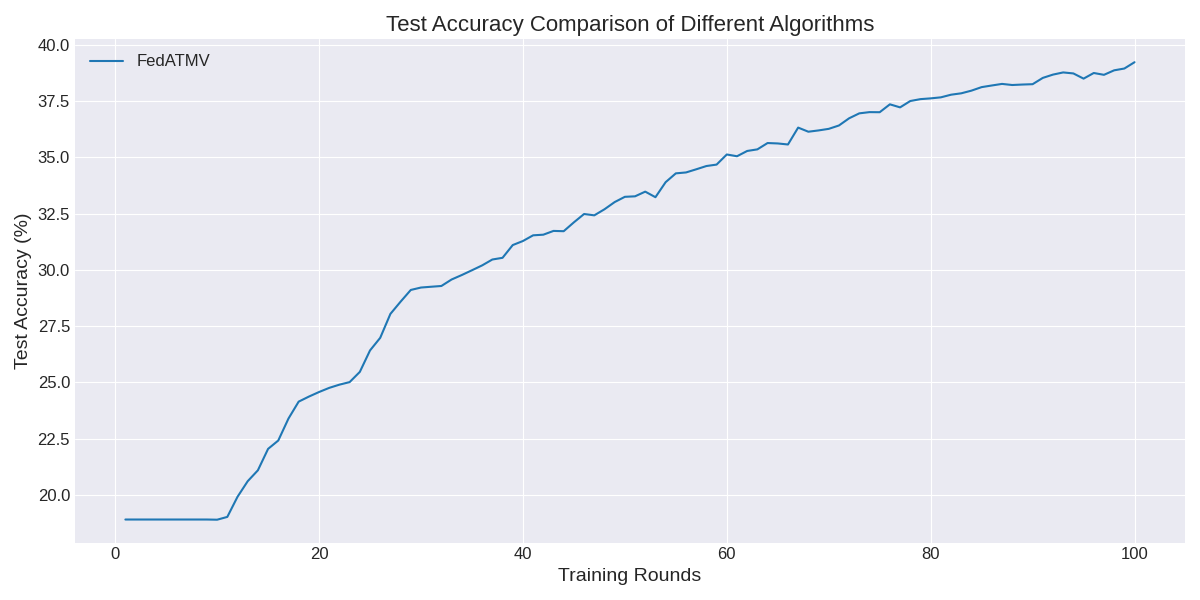 Test Accuracy Comparison of Different Algorithms
FedATMV
40.0
37.5
35.0
32.5
30.0
27.5
25.0
22.5
20.0
Test Accuracy (%)
0 20 40 60 80 100
Training Rounds